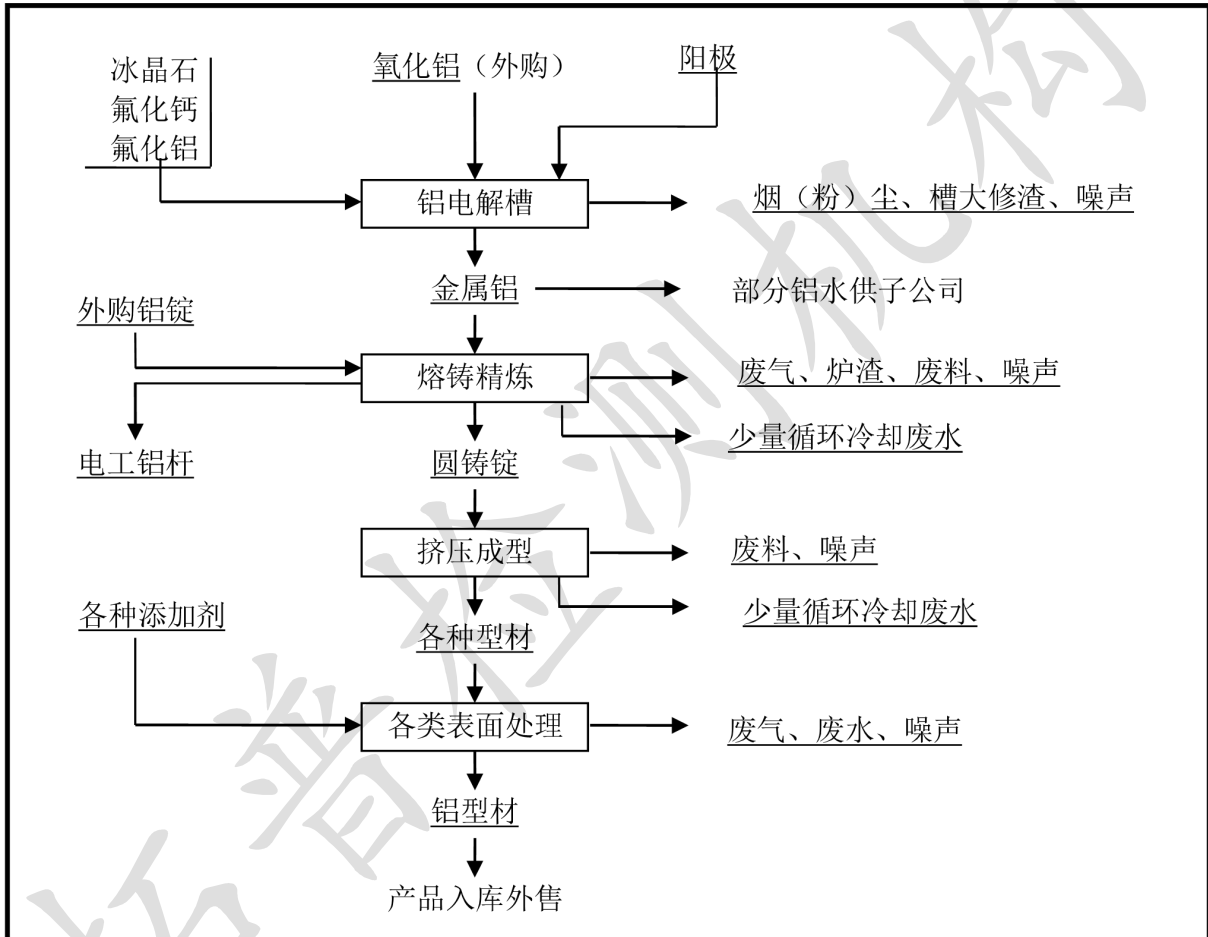 冰晶石
氟化钙
氟化铝
氧化铝（外购）
阳极
铝电解槽
烟（粉）尘、槽大修渣、噪声
金属铝
部分铝水供子公司
外购铝锭
熔铸精炼
废气、炉渣、废料、噪声
少量循环冷却废水
电工铝杆
圆铸锭
挤压成型
废料、噪声
少量循环冷却废水
各种添加剂
各种型材
各类表面处理
废气、废水、噪声
铝型材
产品入库外售
拓普检测机构